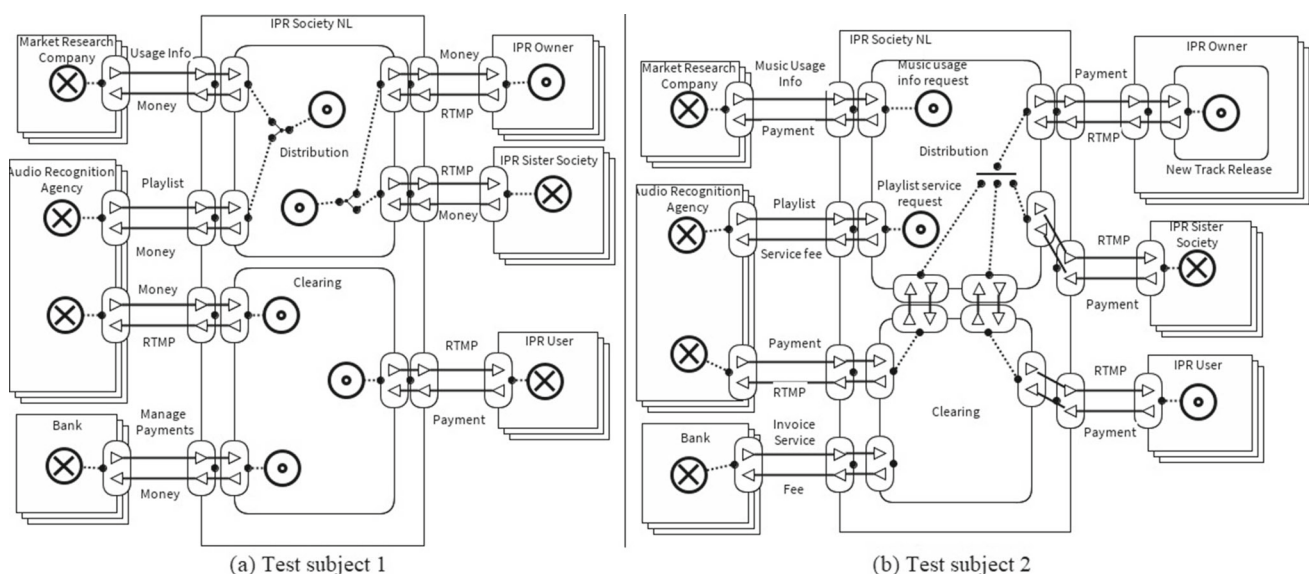 IPR Society NL
Market Research
Company
Usage Info
Money
Money
RTMP
IPR Owner
Distribution
Audio Recognition
Agency
Playlist
Money
RTMP
Money
IPR Sister Society
Money
RTMP
Clearing
RTMP
Payment
IPR User
Bank
Manage
Payments
Money
(a) Test subject 1
IPR Society NL
Market Research
Company
Music Usage
Info
Payment
Music usage
info request
Payment
RTMP
IPR Owner
New Track Release
Distribution
Audio Recognition
Agency
Playlist
Service fee
Playlist service
request
RTMP
Payment
IPR Sister
Society
Payment
RTMP
Clearing
RTMP
Payment
IPR User
Bank
Invoice
Service
Fee
(b) Test subject 2